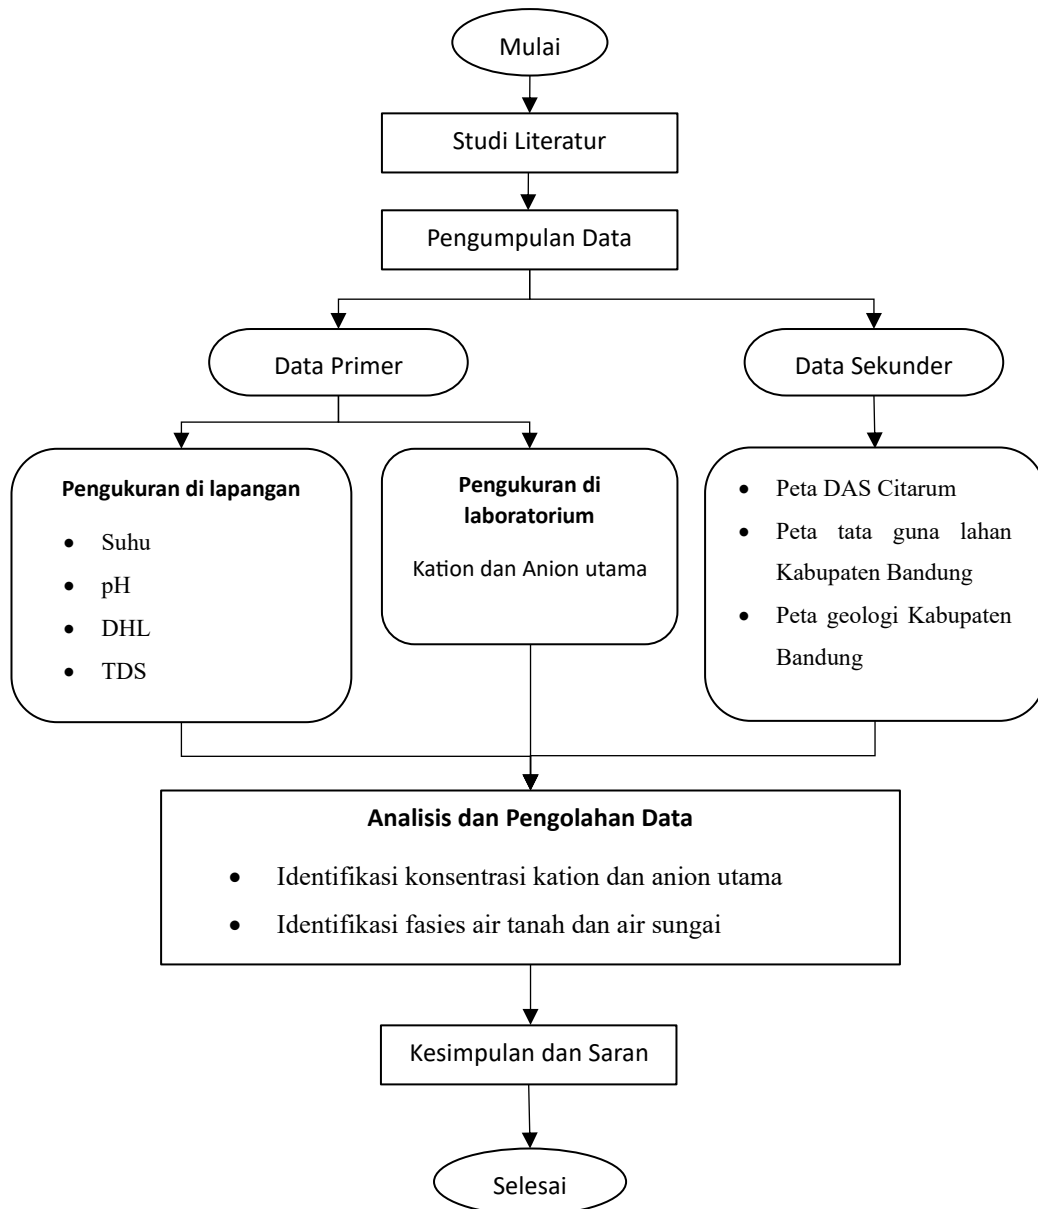 Mulai
Studi Literatur
Pengumpulan Data
Data Primer
Data Sekunder
Pengukuran di lapangan
• Suhu
• pH
• DHL
• TDS
Pengukuran di
laboratorium
Kation dan Anion utama
• Peta DAS Citarum
• Peta tata guna lahan
Kabupaten Bandung
• Peta geologi Kabupaten
Bandung
Analisis dan Pengolahan Data
• Identifikasi konsentrasi kation dan anion utama
• Identifikasi fasies air tanah dan air sungai
Kesimpulan dan Saran
Selesai